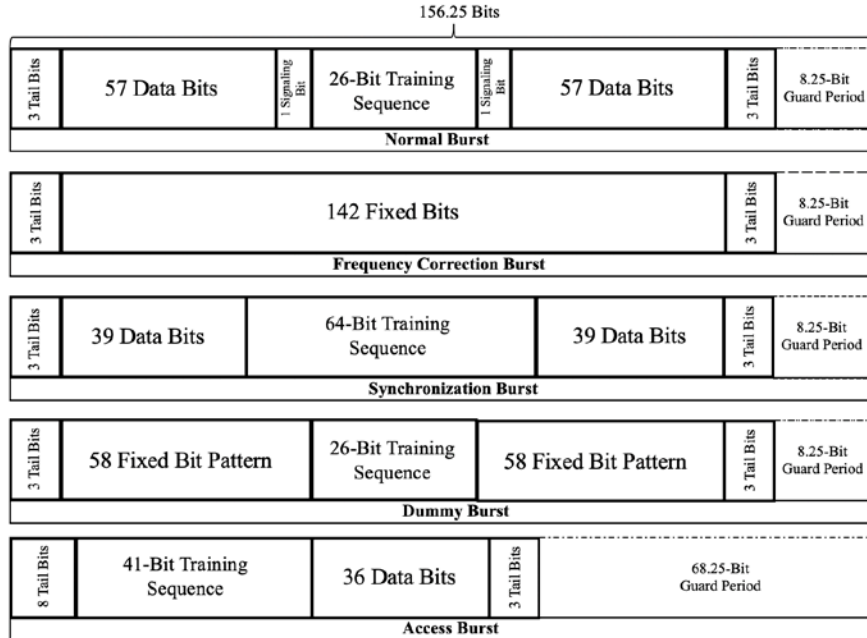 156.25 Bits
3 Tail Bits
57 Data Bits
1 Signaling
Bit
26-Bit Training
Sequence
1 Signaling
Bit
57 Data Bits
3 Tail Bits
8.25-Bit
Guard Period
Normal Burst
3 Tail Bits
142 Fixed Bits
3 Tail Bits
8.25-Bit
Guard Period
Frequency Correction Burst
3 Tail Bits
39 Data Bits
64-Bit Training
Sequence
39 Data Bits
3 Tail Bits
8.25-Bit
Guard Period
Synchronization Burst
3 Tail Bits
58 Fixed Bit Pattern
26-Bit Training
Sequence
58 Fixed Bit Pattern
3 Tail Bits
8.25-Bit
Guard Period
Dummy Burst
8 Tail Bits
41-Bit Training
Sequence
36 Data Bits
3 Tail Bits
68.25-Bit
Guard Period
Access Burst